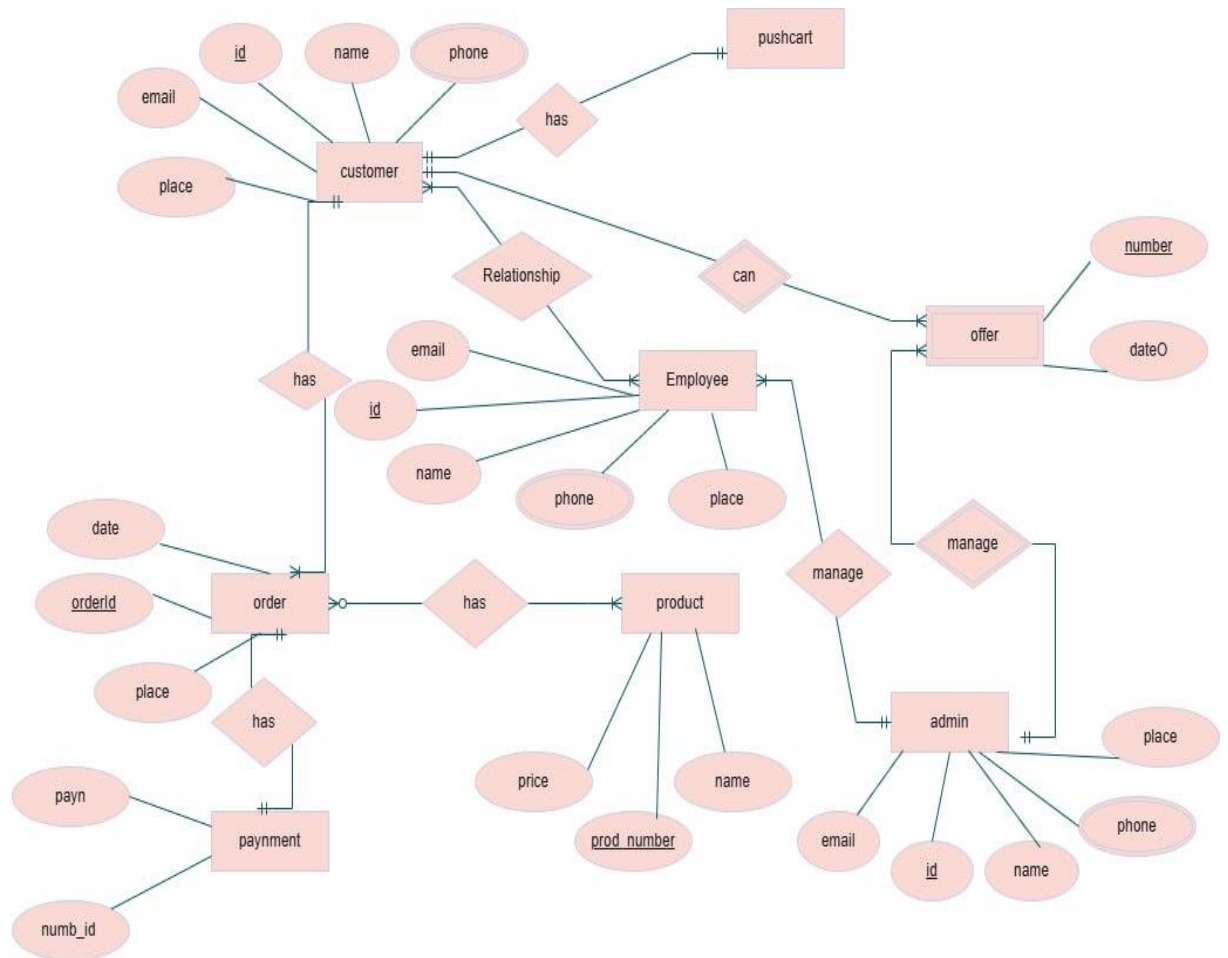 pushcart
id
name
phone
email
has
customer
place
Relationship
can
number
offer
email
dateO
has
Employee
id
name
phone
place
date
manage
manage
orderId
order
has
product
place
has
admin
place
price
name
payn
paynment
prod_number
email
id
name
phone
numb_id